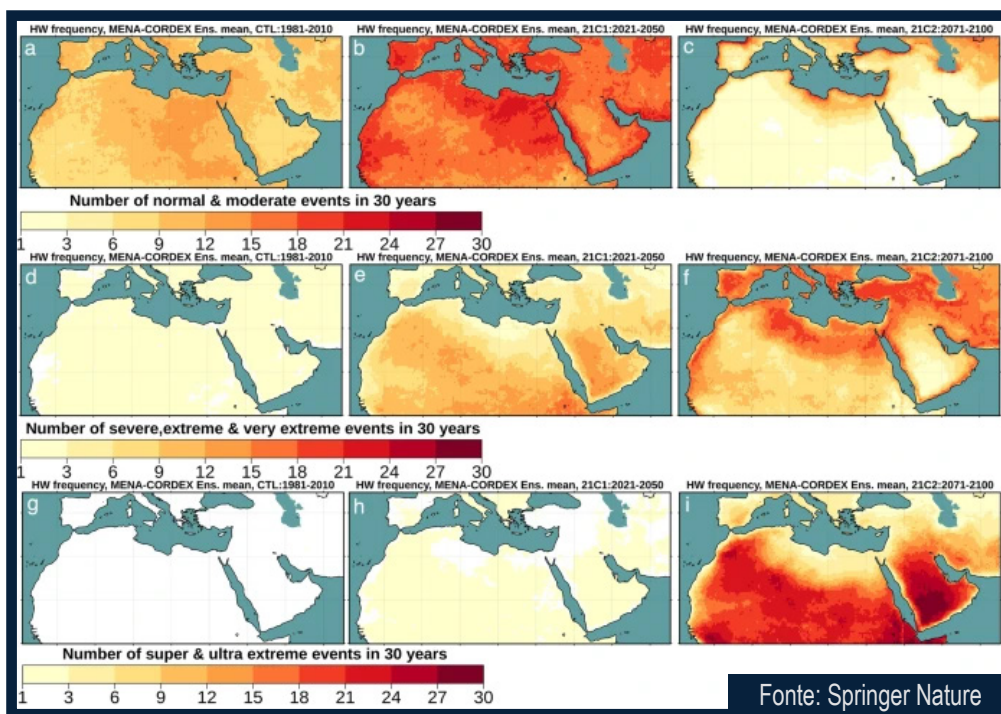 HW frequency, MENA-CORDEX Ens. mean, CTL:1981-2010
HW frequency, MENA-CORDEX Ens. mean, 21C1:2021-2050
HW frequency, MENA-CORDEX Ens. mean, 21C2:2071-2100
a
b
c
Number of normal & moderate events in 30 years
1 3 6 9 12 15 18 21 24 27 30
HW frequency, MENA-CORDEX Ens. mean, CTL:1981-2010
HW frequency, MENA-CORDEX Ens. mean, 21C1:2021-2050
HW frequency, MENA-CORDEX Ens. mean, 21C2:2071-2100
d
e
f
Number of severe,extreme & very extreme events in 30 years
1 3 6 9 12 15 18 21 24 27 30
HW frequency, MENA-CORDEX Ens. mean, CTL:1981-2010
HW frequency, MENA-CORDEX Ens. mean, 21C1:2021-2050
HW frequency, MENA-CORDEX Ens. mean, 21C2:2071-2100
g
h
i
Number of super & ultra extreme events in 30 years
1 3 6 9 12 15 18 21 24 27 30
Fonte: Springer Nature